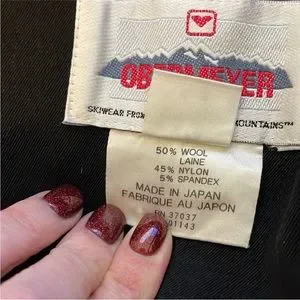 OBERMEYER
SKIWEAR FROM
MOUNTAINS™
50% WOOL
LAINE
45% NYLON
5% SPANDEX
MADE IN JAPAN
FABRIQUE AU JAPON
RN 37037
01143